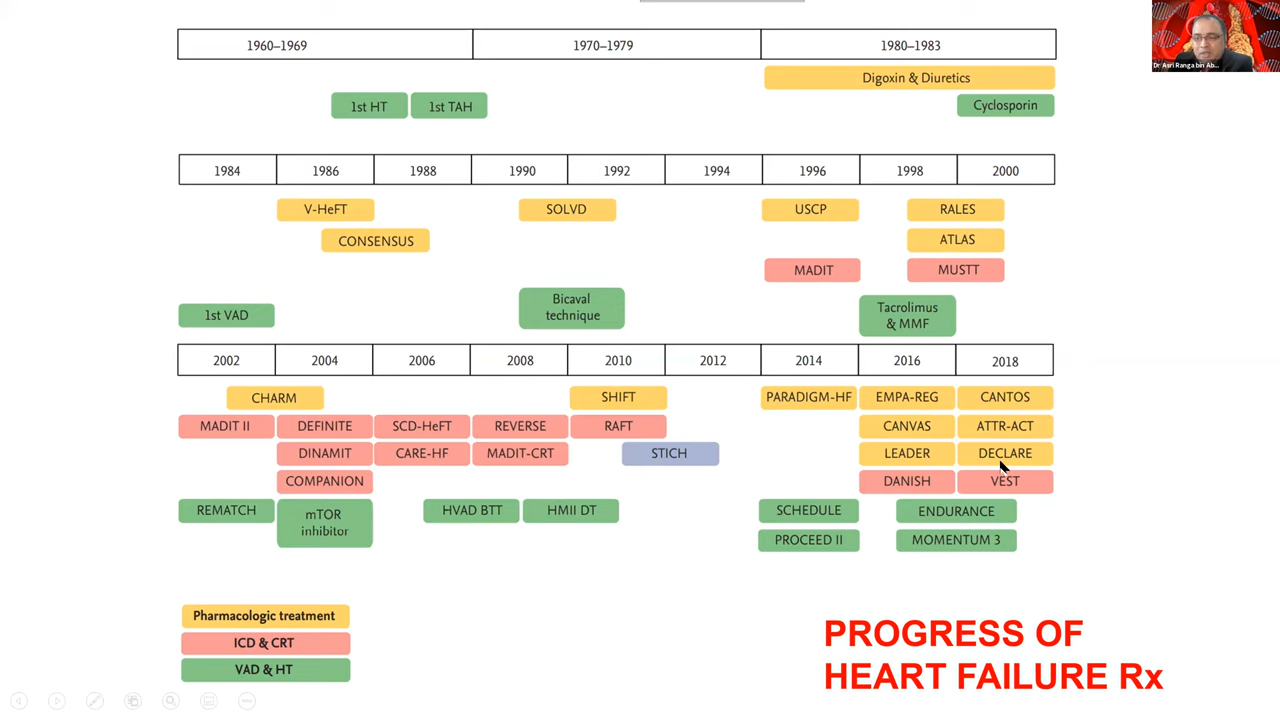 1960–1969 1970–1979 1980–1983
Digoxin & Diuretics
1st HT 1st TAH Cyclosporin
1984 1986 1988 1990 1992 1994 1996 1998 2000
V-HeFT SOLVD USCP RALES
CONSENSUS ATLAS
MADIT MUSTT
1st VAD
Bicaval
technique
Tacrolimus
& MMF
2002 2004 2006 2008 2010 2012 2014 2016 2018
CHARM SHIFT PARADIGM-HF EMPA-REG CANTOS
MADIT II DEFINITE SCD-HeFT REVERSE RAFT CANVAS ATTR-ACT
DINAMIT CARE-HF MADIT-CRT STICH LEADER DECLARE
COMPANION DANISH VEST
REMATCH
mTOR
inhibitor
HVAD BTT HMII DT SCHEDULE ENDURANCE
PROCEED II MOMENTUM 3
Pharmacologic treatment
ICD & CRT
VAD & HT
PROGRESS OF
HEART FAILURE Rx
Dr Asri Ranga bin Ab...